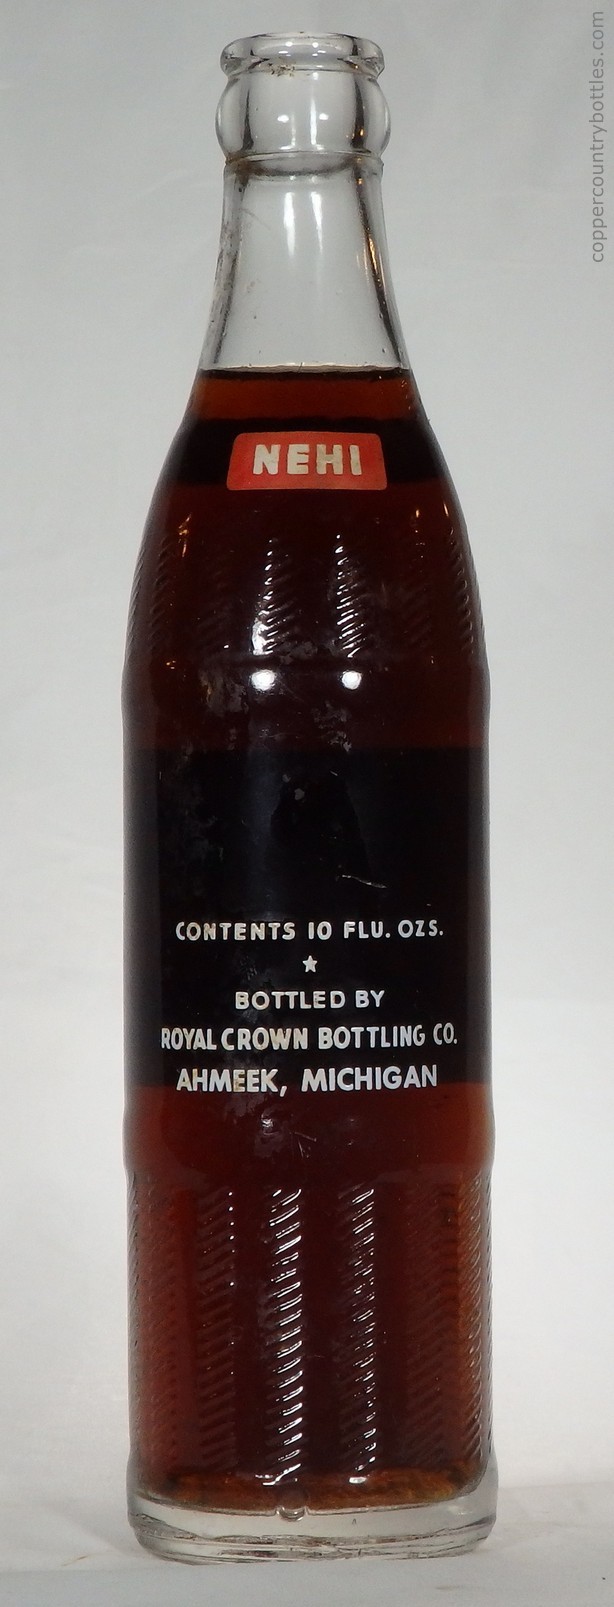 coppercountrybottles.com
NEHI
CONTENTS 10 FLU. OZS.
★
BOTTLED BY
ROYAL CROWN BOTTLING CO.
AHMEEK, MICHIGAN